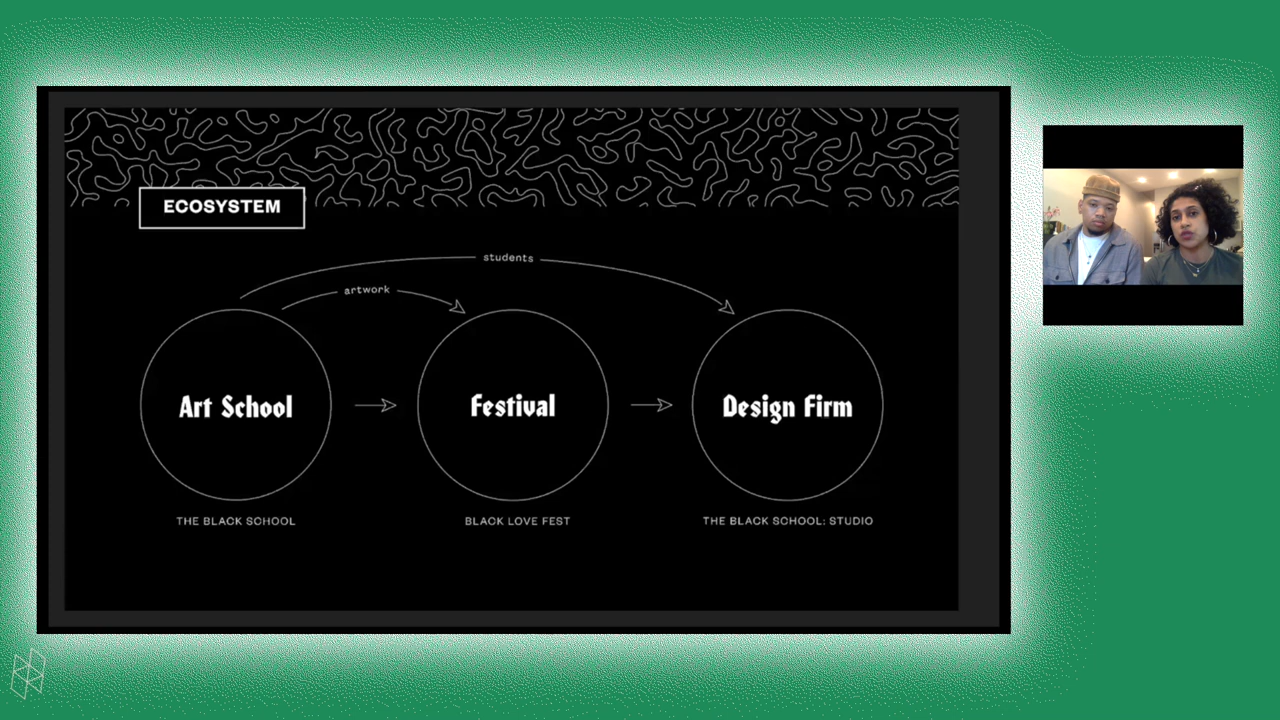 ECOSYSTEM
students
artwork
Art School
Festival
Design Firm
THE BLACK SCHOOL
BLACK LOVE FEST
THE BLACK SCHOOL: STUDIO